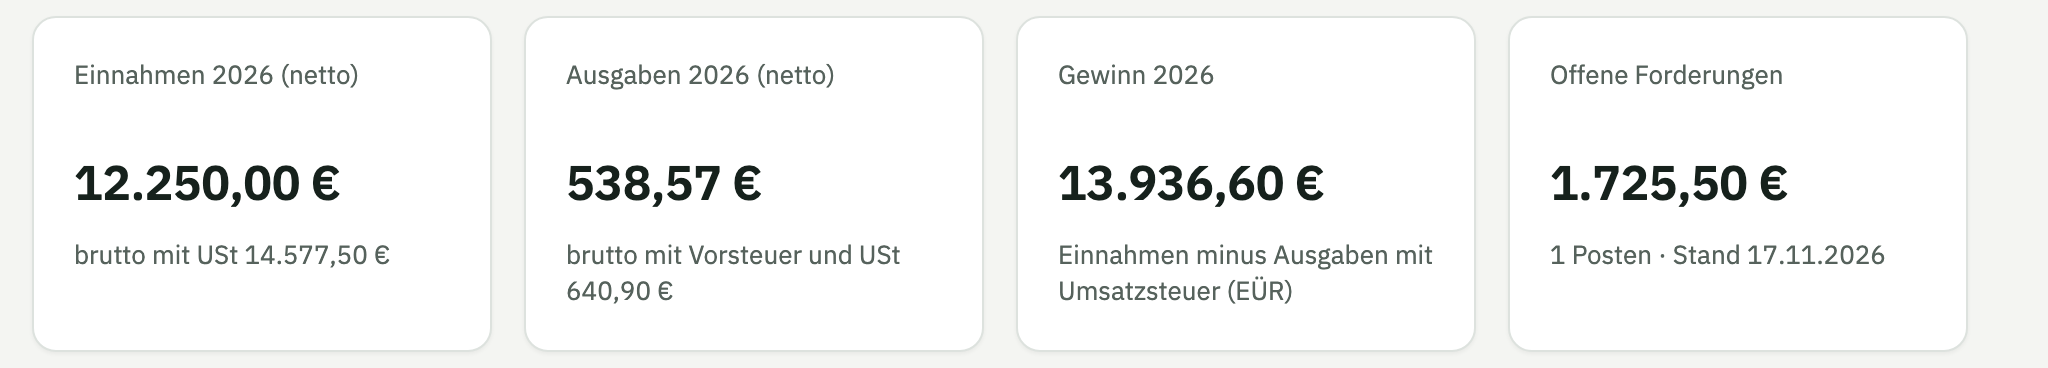 Einnahmen 2026 (netto)
12.250,00 €
brutto mit USt 14.577,50 €
Ausgaben 2026 (netto)
538,57 €
brutto mit Vorsteuer und USt
640,90 €
Gewinn 2026
13.936,60 €
Einnahmen minus Ausgaben mit
Umsatzsteuer (EÜR)
Offene Forderungen
1.725,50 €
1 Posten · Stand 17.11.2026